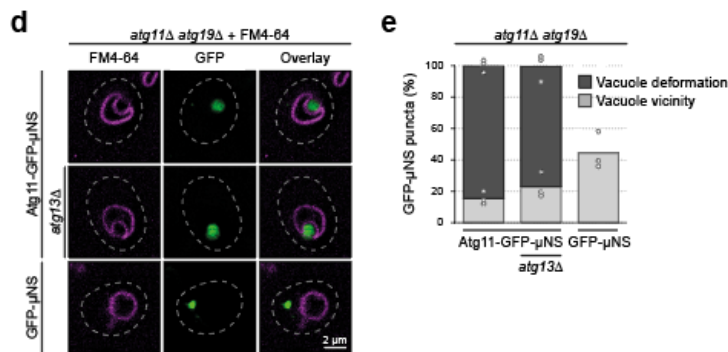 d
atg11Δ atg19Δ + FM4-64
FM4-64 GFP Overlay
Atg11-GFP-µNS
atg13Δ
GFP-µNS
2 µm
e
atg11Δ atg19Δ
GFP-µNS puncta (%)
100
80
60
40
20
0
Vacuole deformation
Vacuole vicinity
Atg11-GFP-µNS GFP-µNS
atg13Δ